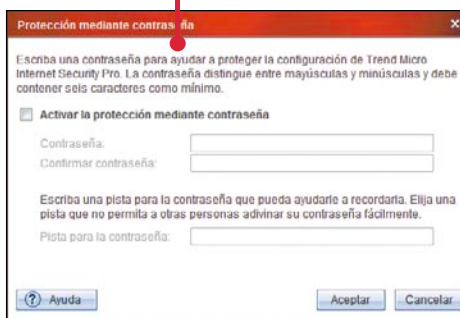 Protección mediante contraseña
Escriba una contraseña para ayudar a proteger la configuración de Trend Micro
Internet Security Pro. La contraseña distingue entre mayúsculas y minúsculas y debe
contener seis caracteres como mínimo.
Activar la protección mediante contraseña
Contraseña:
Confirmar contraseña:
Escriba una pista para la contraseña que pueda ayudarle a recordarla. Elija una
pista que no permita a otras personas adivinar su contraseña fácilmente.
Pista para la contraseña:
? Ayuda
Aceptar
Cancelar